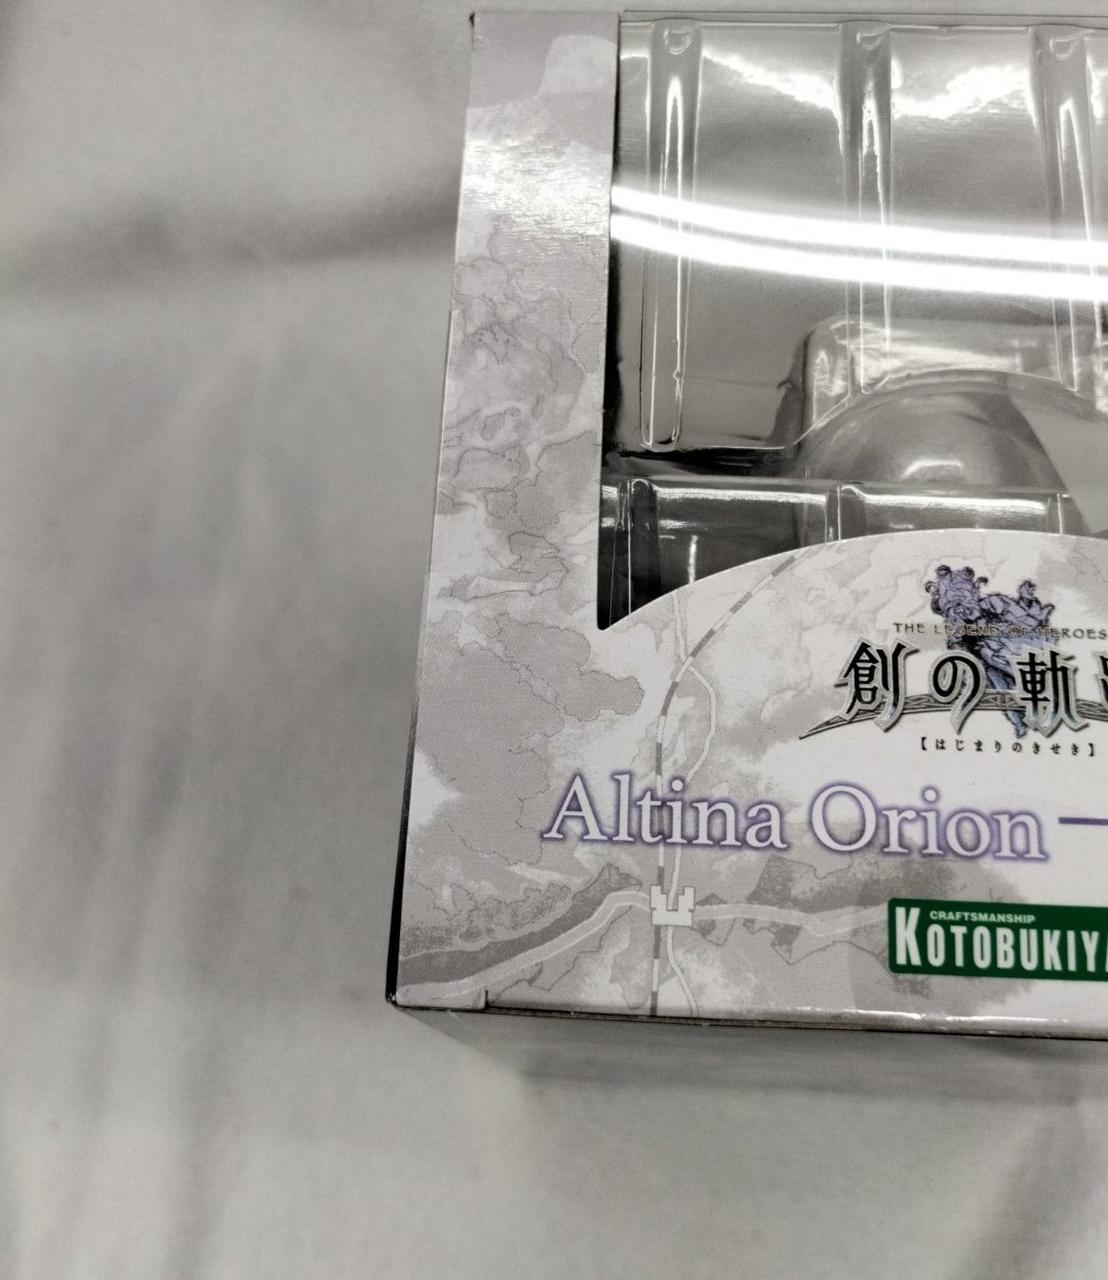 THE LEGEND OF HEROES
創の軌
【はじまりのきせき】
Altina Orion
CRAFTSMANSHIP
KOTOBUKIYA